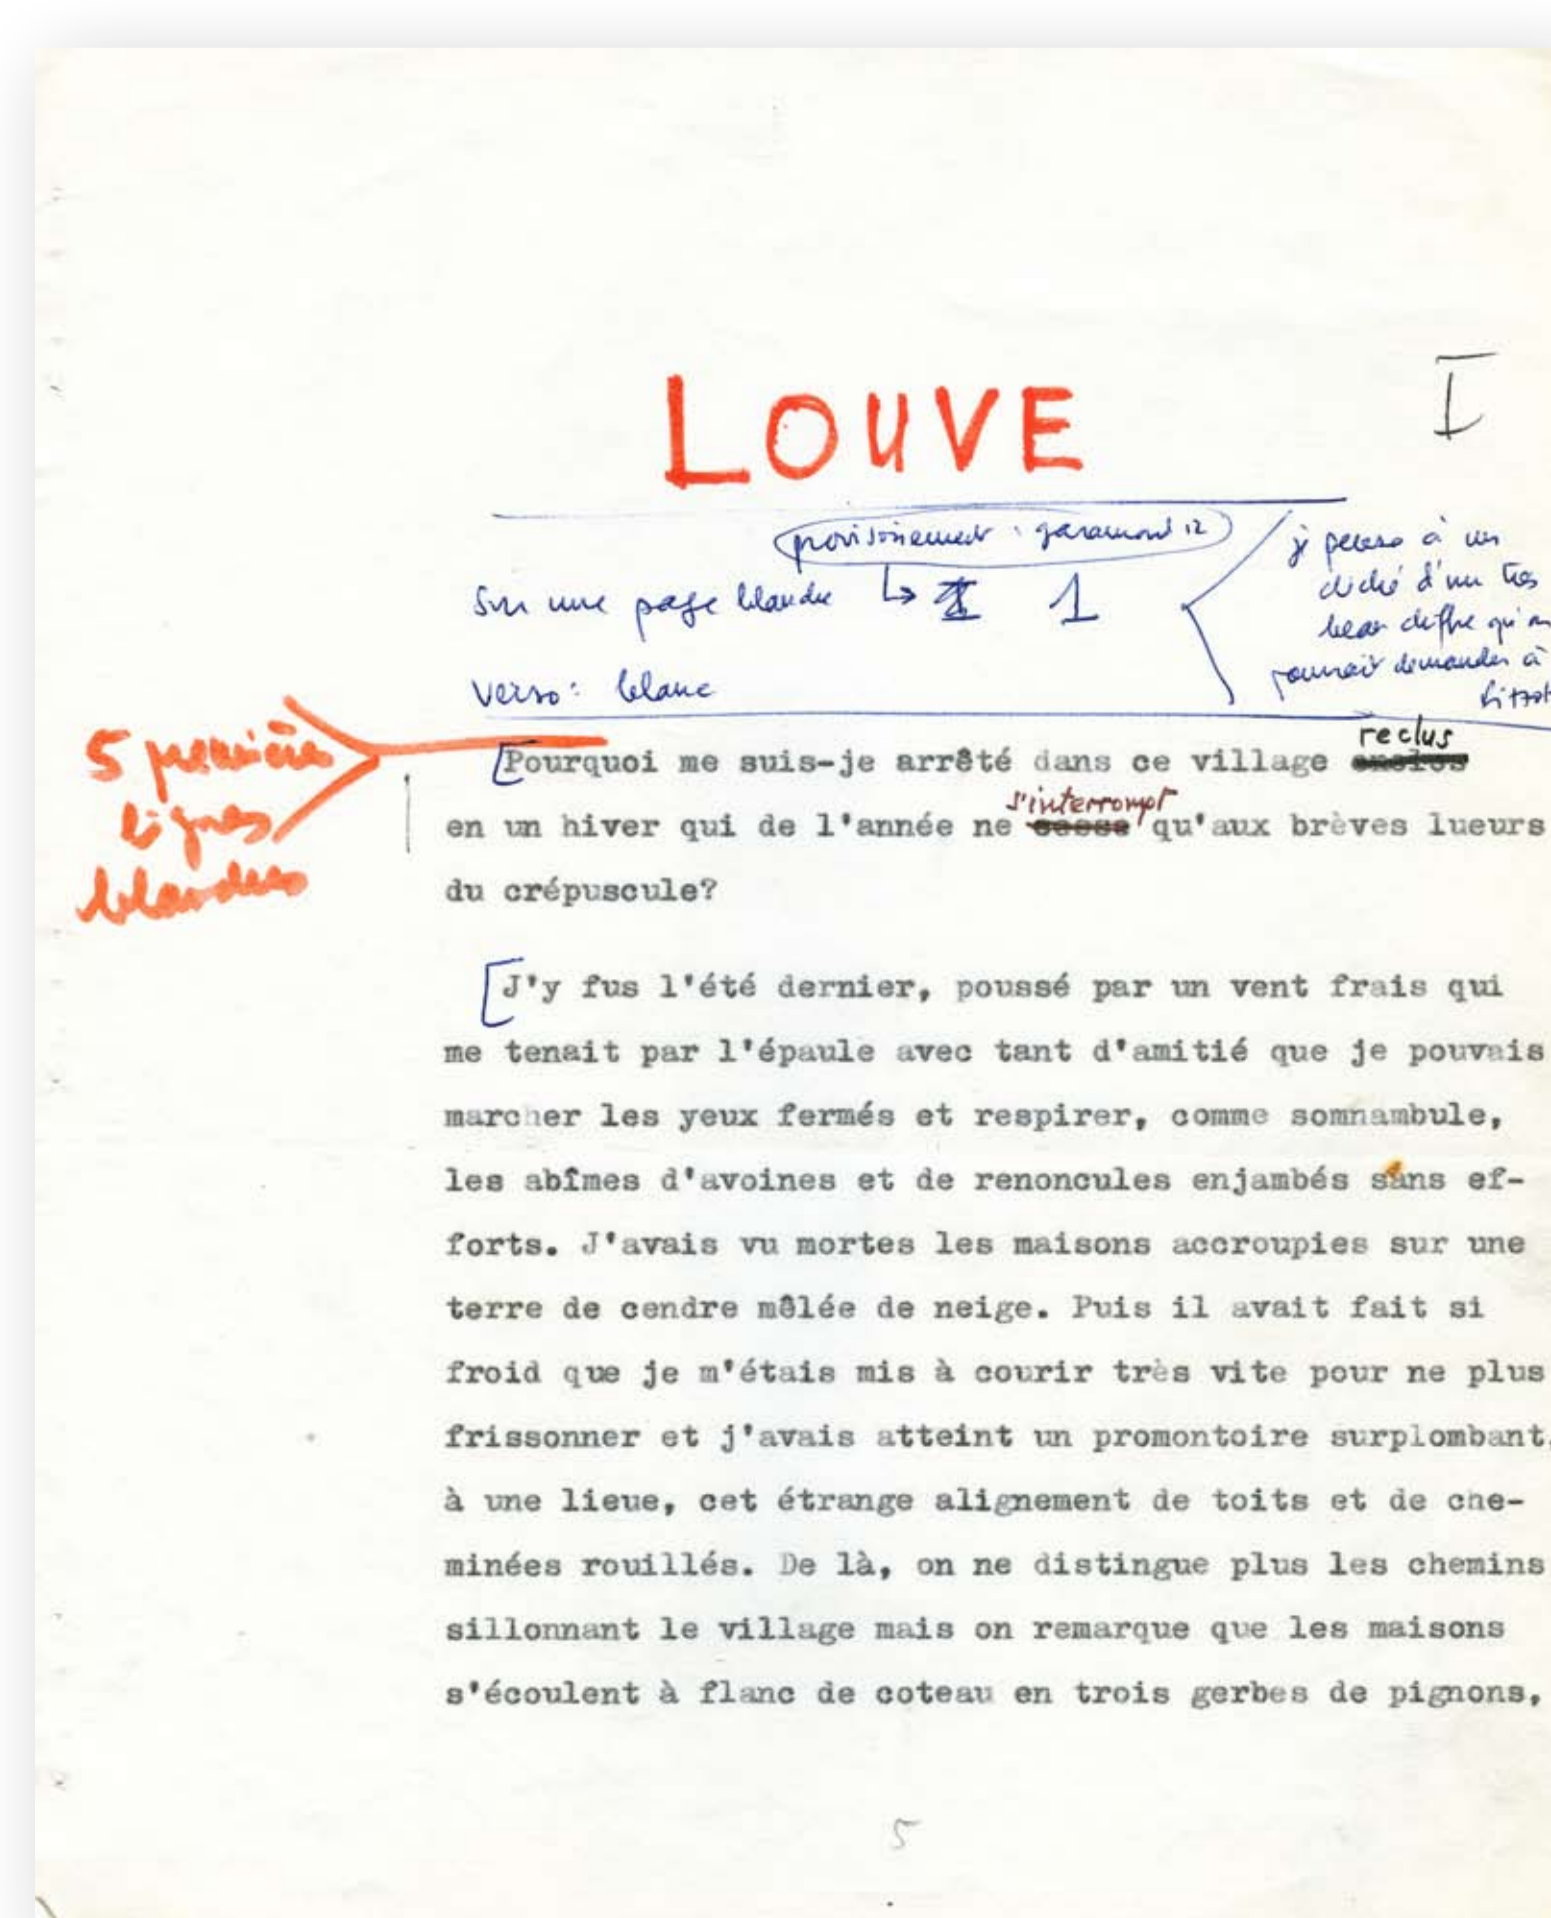 LOUVE
I
provisoirement : garamond 12
je pense à un
sur une page blanche ↳ I 1
cliché d'un très
beau chiffre qu'on
pourrait demander à
verso : blanc
5 premières
lignes
blanches
reclus
Pourquoi me suis-je arrêté dans ce village enclos
s'interrompt
en un hiver qui de l'année ne cesse qu'aux brèves lueurs
du crépuscule?
J'y fus l'été dernier, poussé par un vent frais qui
me tenait par l'épaule avec tant d'amitié que je pouvais
marcher les yeux fermés et respirer, comme somnambule,
les abîmes d'avoines et de renoncules enjambés sans ef-
forts. J'avais vu mortes les maisons accroupies sur une
terre de cendre mêlée de neige. Puis il avait fait si
froid que je m'étais mis à courir très vite pour ne plus
frissonner et j'avais atteint un promontoire surplombant,
à une lieue, cet étrange alignement de toits et de che-
minées rouillés. De là, on ne distingue plus les chemins
sillonnant le village mais on remarque que les maisons
s'écoulent à flanc de coteau en trois gerbes de pignons,
5